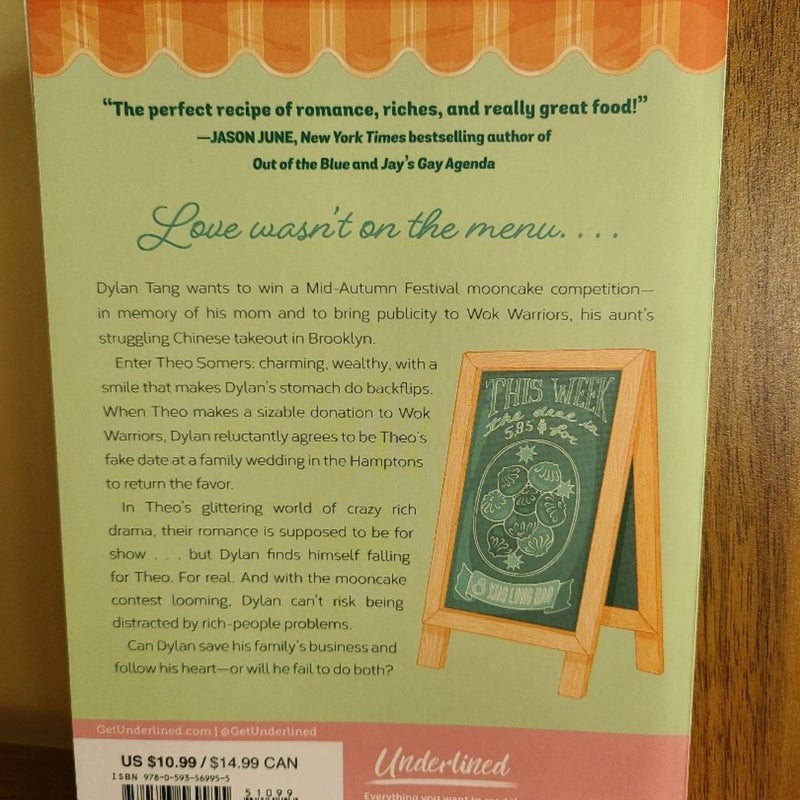 “The perfect recipe of romance, riches, and really great food!”
—JASON JUNE, New York Times bestselling author of
Out of the Blue and Jay’s Gay Agenda
Love wasn’t on the menu. . . .
Dylan Tang wants to win a Mid-Autumn Festival mooncake competition—
in memory of his mom and to bring publicity to Wok Warriors, his aunt’s
struggling Chinese takeout in Brooklyn.
Enter Theo Somers: charming, wealthy, with a
smile that makes Dylan’s stomach do backflips.
When Theo makes a sizable donation to Wok
Warriors, Dylan reluctantly agrees to be Theo’s
fake date at a family wedding in the Hamptons
to return the favor.
In Theo’s glittering world of crazy rich
drama, their romance is supposed to be for
show . . . but Dylan finds himself falling
for Theo. For real. And with the mooncake
contest looming, Dylan can’t risk being
distracted by rich-people problems.
Can Dylan save his family’s business and
follow his heart—or will he fail to do both?
THIS WEEK
5.95 for
8 XIAO LONG BAO
GetUnderlined.com | @GetUnderlined
US $10.99 / $14.99 CAN
ISBN 978-0-593-56995-5
51099
Underlined
Everything you want to read